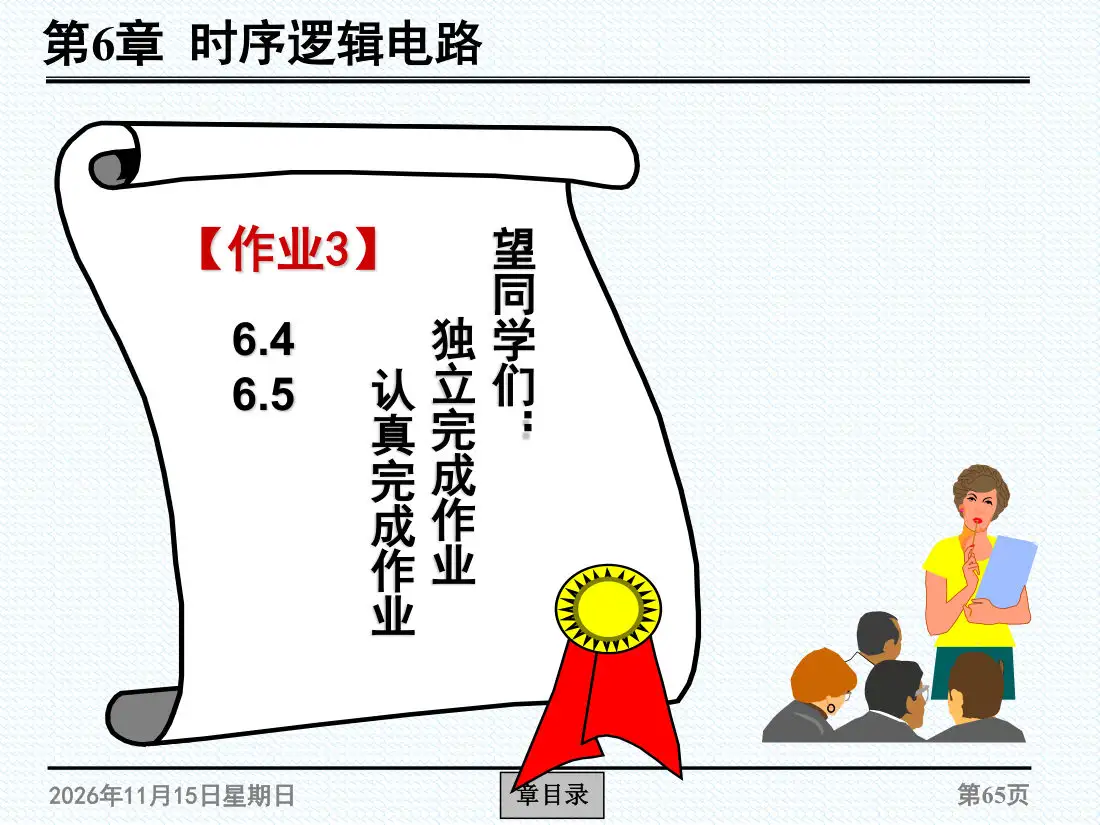 第6章 时序逻辑电路
【作业3】
6.4
6.5
望同学们：
独立完成作业
认真完成作业
2026年11月15日星期日
章目录
第65页